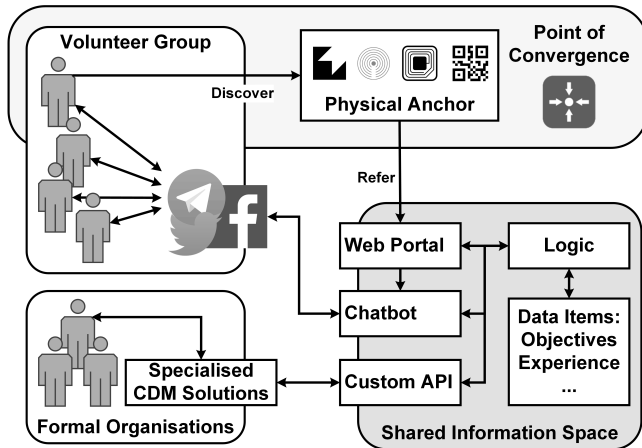 Volunteer Group
Point of
Convergence
Discover
Physical Anchor
Refer
Web Portal
Logic
Chatbot
Data Items:
Objectives
Experience
...
Specialised
CDM Solutions
Custom API
Formal Organisations
Shared Information Space